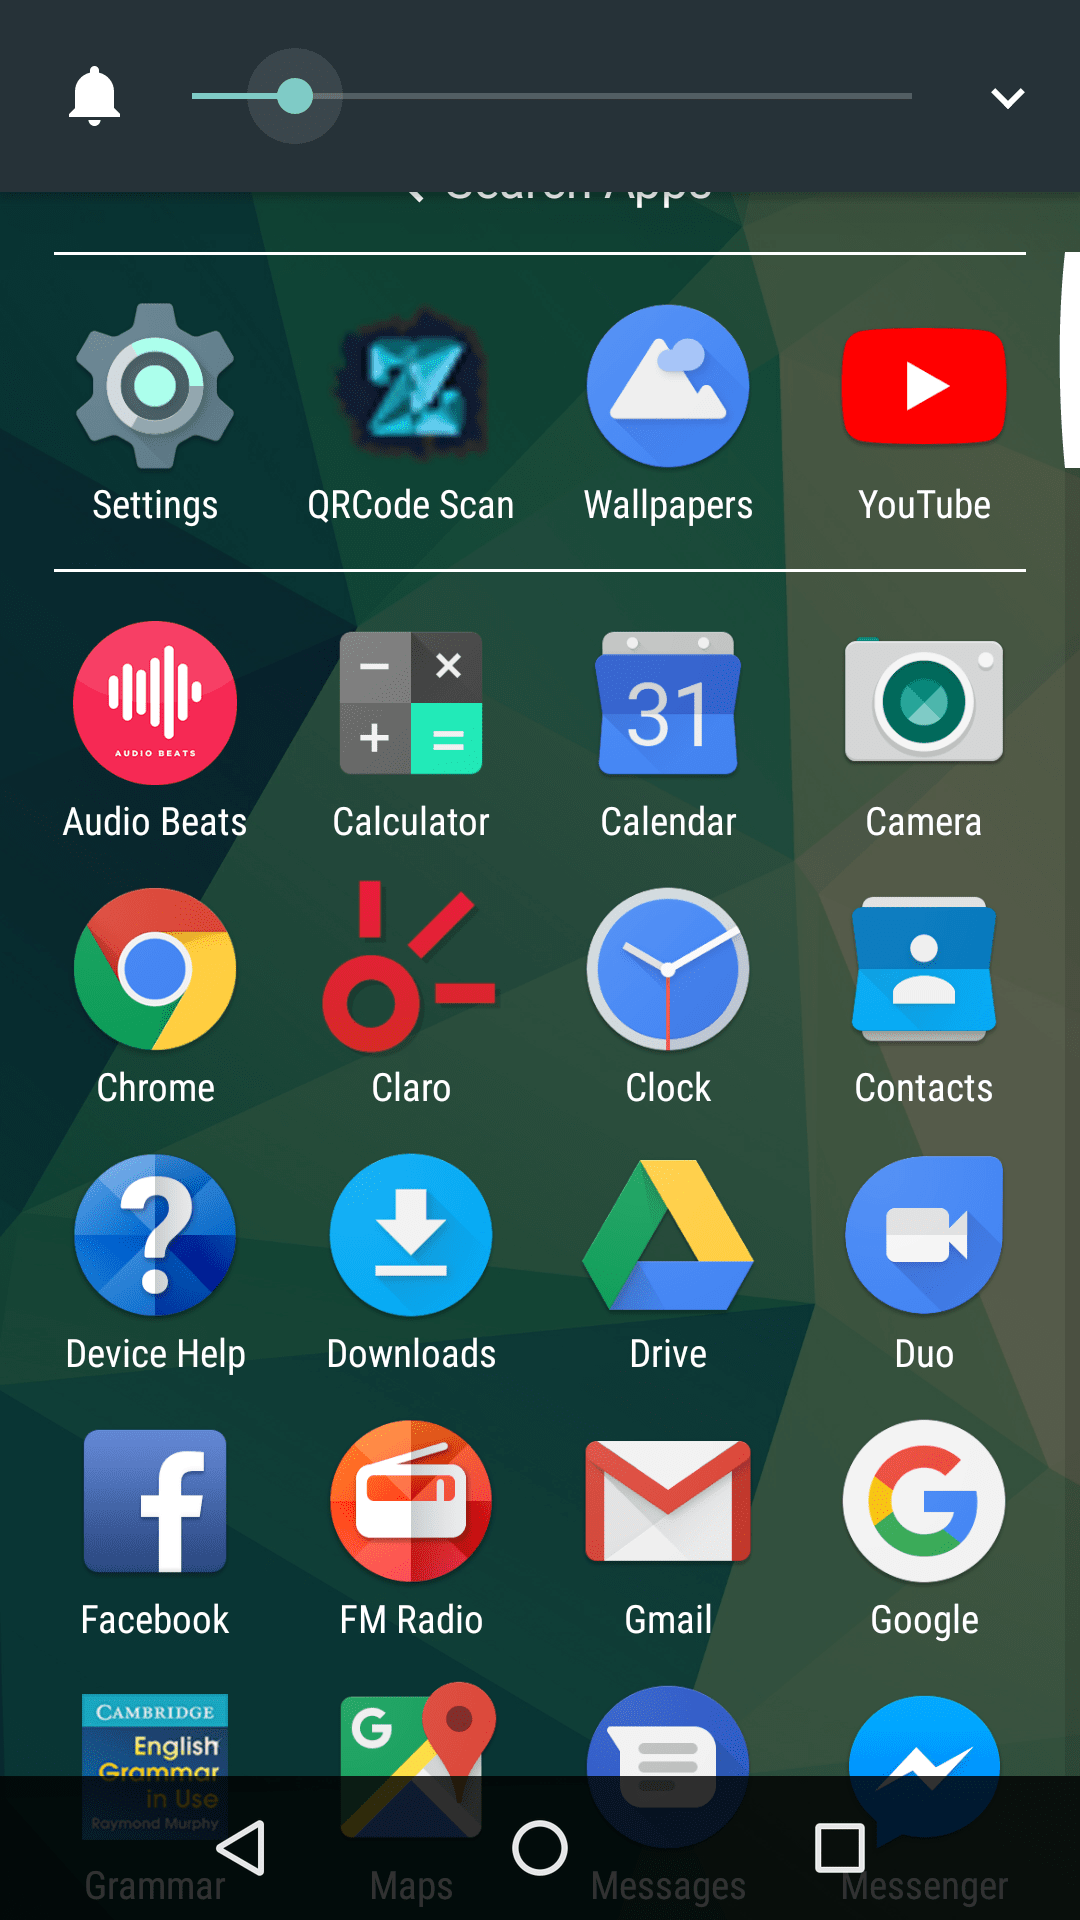 Search Apps
Settings
QRCode Scan
Wallpapers
YouTube
AUDIO BEATS
31
Audio Beats
Calculator
Calendar
Camera
Chrome
Claro
Clock
Contacts
Device Help
Downloads
Drive
Duo
Facebook
FM Radio
Gmail
Google
CAMBRIDGE
English
Grammar
in Use
Raymond Murphy
Grammar
Maps
Messages
Messenger